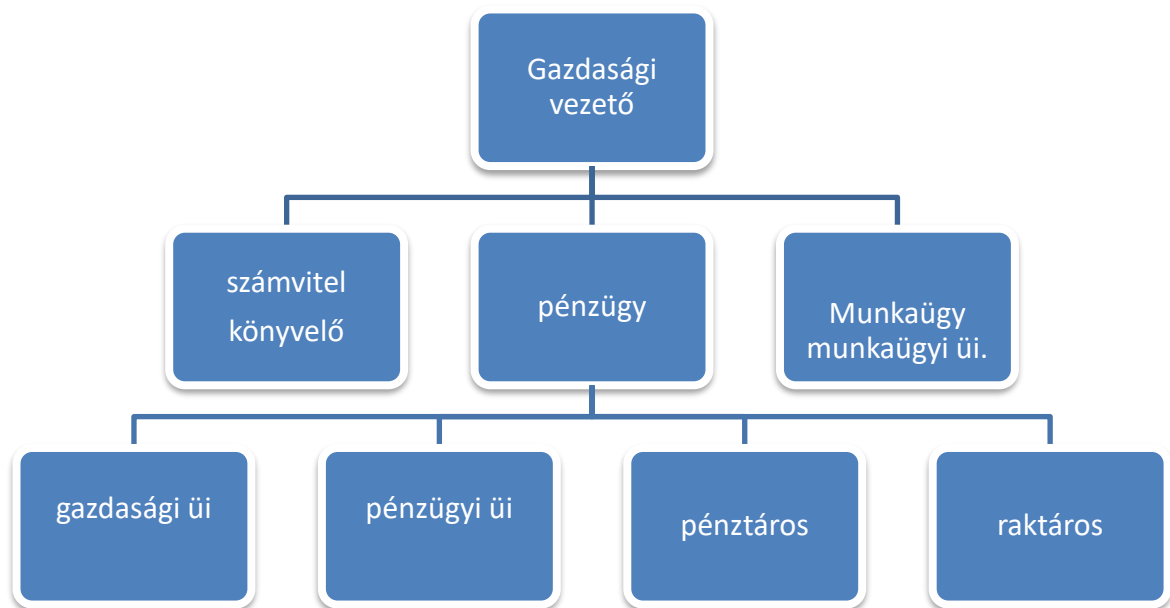 Gazdasági
vezető
számvitel
könyvelő
pénzügy
Munkaügy
munkaügyi üi.
gazdasági üi
pénzügyi üi
pénztáros
raktáros